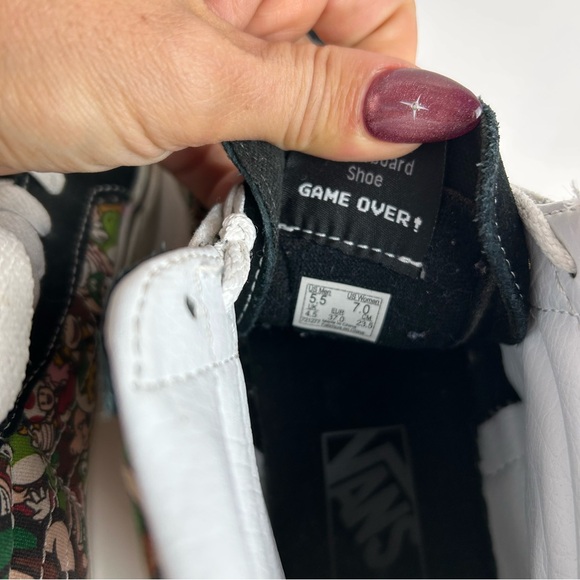 board
Shoe
GAME OVER!
US Men US Women
5.5 7.0
UK EUR CM
4.5 37.0 23.5
VANS